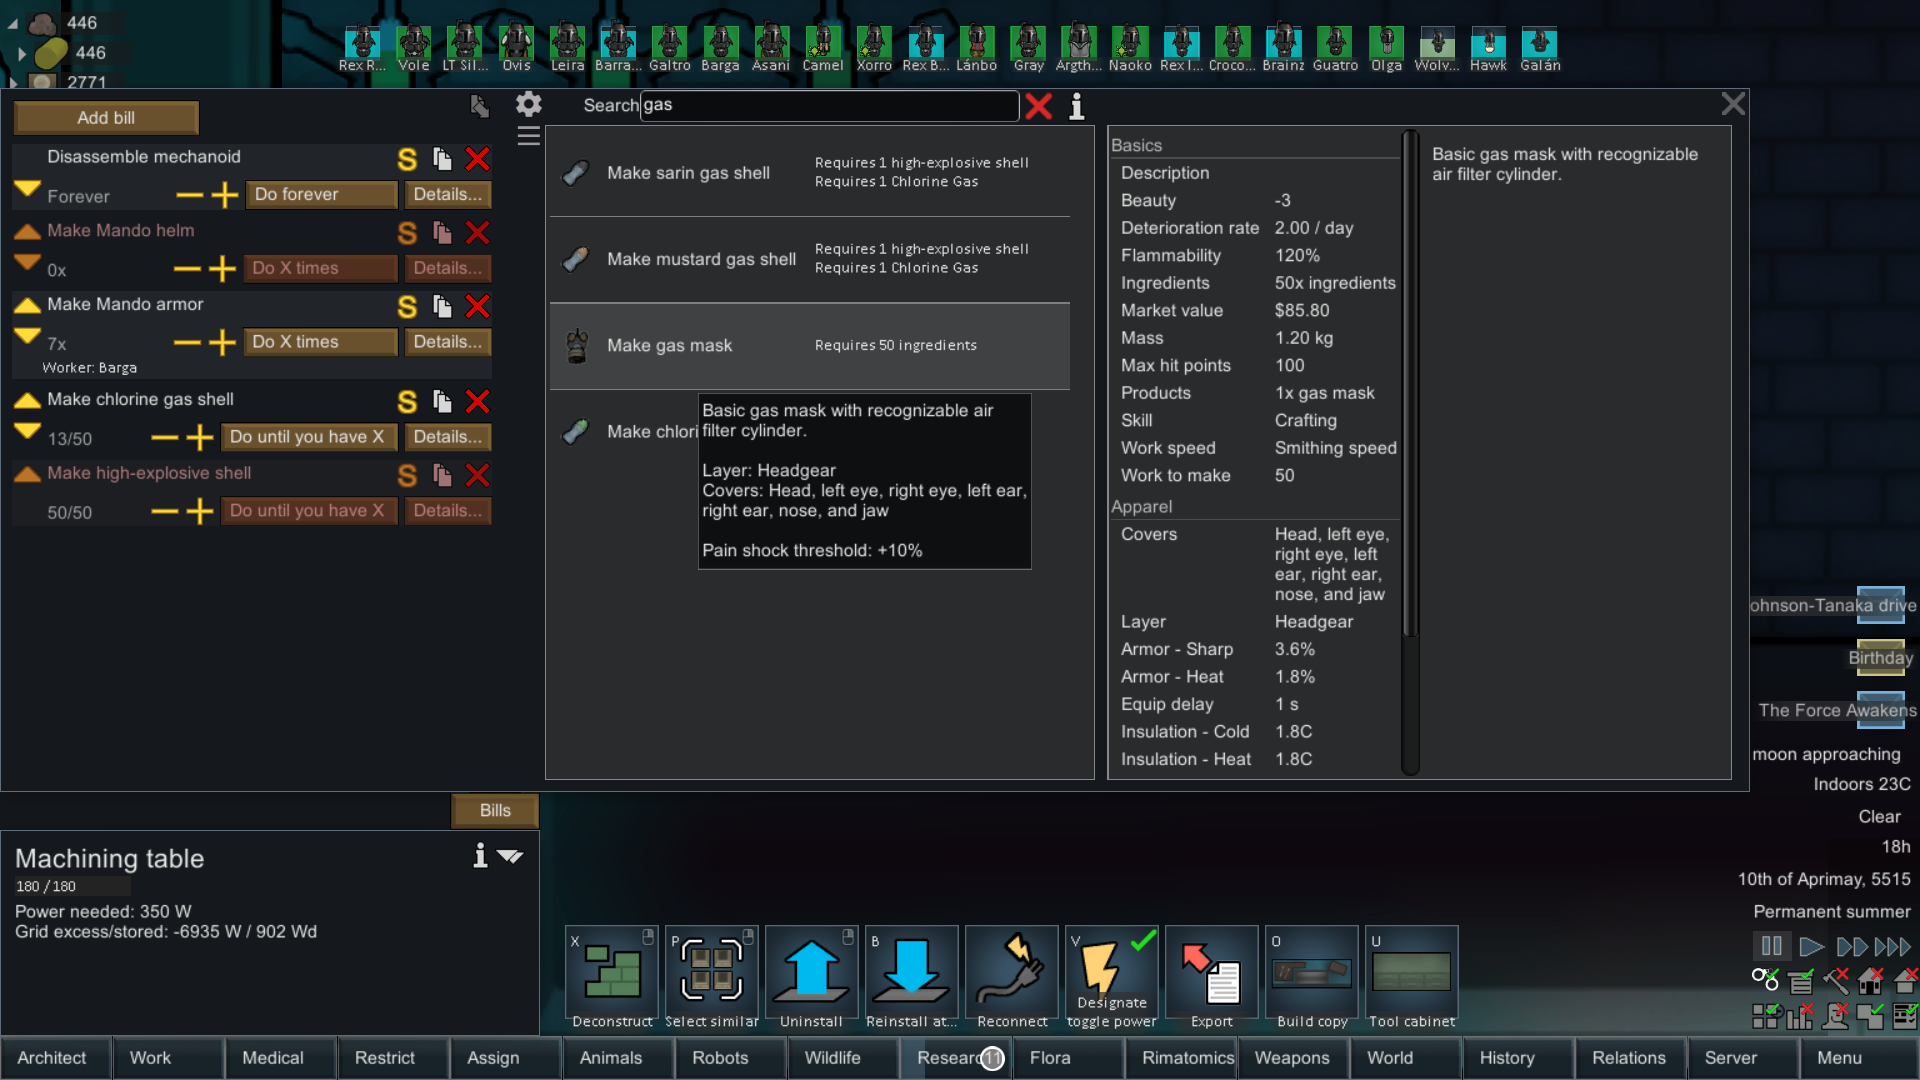 446
446
2771
Rex R...
Vole
LT Sil...
Ovis
Leira
Barra...
Galtro
Barga
Asani
Camel
Xorro
Rex B...
Lánbo
Gray
Argth...
Naoko
Rex I...
Croco...
Brainz
Guatro
Olga
Wolv...
Hawk
Galán
Add bill
Disassemble mechanoid
S
Forever
Do forever
Details...
Make Mando helm
S
0x
Do X times
Details...
Make Mando armor
S
7x
Do X times
Details...
Worker: Barga
Make chlorine gas shell
S
13/50
Do until you have X
Details...
Make high-explosive shell
S
50/50
Do until you have X
Details...
Search
gas
Make sarin gas shell
Requires 1 high-explosive shell
Requires 1 Chlorine Gas
Make mustard gas shell
Requires 1 high-explosive shell
Requires 1 Chlorine Gas
Make gas mask
Requires 50 ingredients
Make chlori
Basic gas mask with recognizable air
filter cylinder.
Layer: Headgear
Covers: Head, left eye, right eye, left ear,
right ear, nose, and jaw
Pain shock threshold: +10%
Basics
Description
Beauty -3
Deterioration rate 2.00 / day
Flammability 120%
Ingredients 50x ingredients
Market value $85.80
Mass 1.20 kg
Max hit points 100
Products 1x gas mask
Skill Crafting
Work speed Smithing speed
Work to make 50
Apparel
Covers Head, left eye,
right eye, left
ear, right ear,
nose, and jaw
Layer Headgear
Armor - Sharp 3.6%
Armor - Heat 1.8%
Equip delay 1 s
Insulation - Cold 1.8C
Insulation - Heat 1.8C
Basic gas mask with recognizable
air filter cylinder.
ohnson-Tanaka drive
Birthday
The Force Awakens
moon approaching
Indoors 23C
Clear
18h
10th of Aprimay, 5515
Permanent summer
Bills
Machining table
180 / 180
Power needed: 350 W
Grid excess/stored: -6935 W / 902 Wd
X
Deconstruct
P
Select similar
Uninstall
B
Reinstall at...
Reconnect
V
Designate
toggle power
Export
O
Build copy
U
Tool cabinet
Architect
Work
Medical
Restrict
Assign
Animals
Robots
Wildlife
Researc
11
Flora
Rimatomics
Weapons
World
History
Relations
Server
Menu